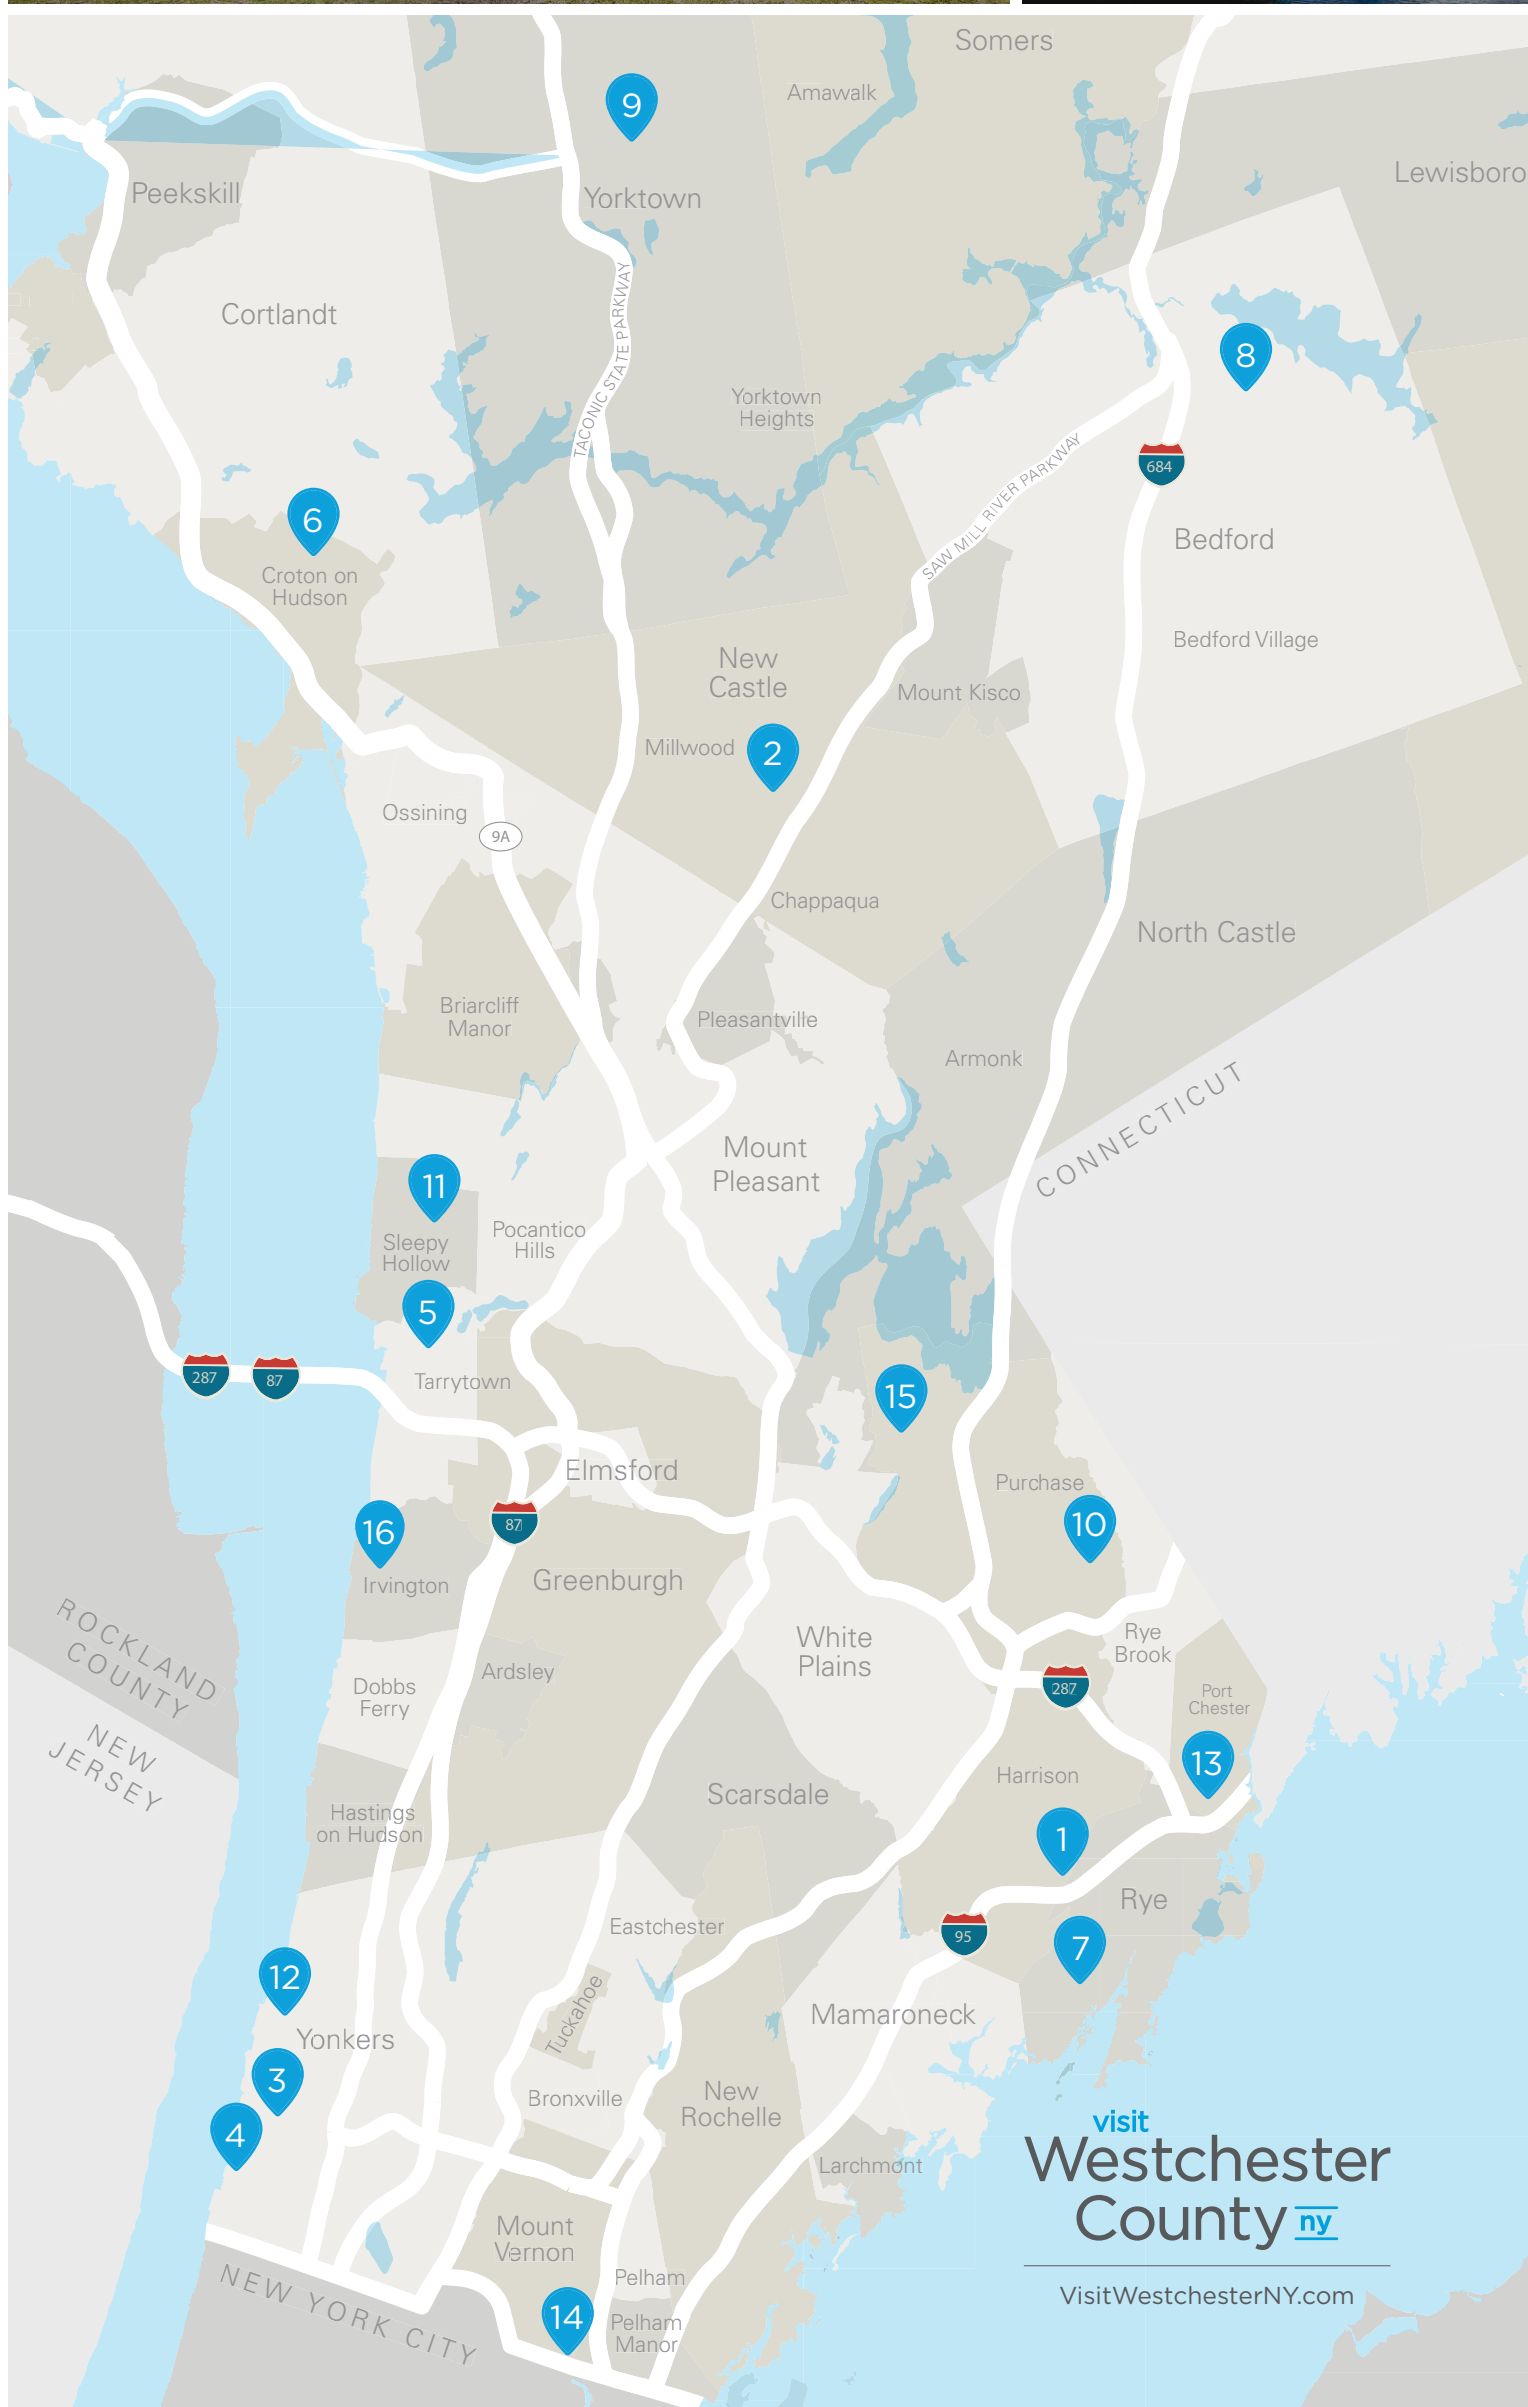 Somers
9
Amawalk
Lewisboro
Peekskill
Yorktown
TACONIC STATE PARKWAY
Cortlandt
8
Yorktown
Heights
SAW MILL RIVER PARKWAY
684
6
Bedford
Croton on
Hudson
Bedford Village
New
Castle
Mount Kisco
Millwood
2
Ossining
9A
Chappaqua
North Castle
Briarcliff
Manor
Pleasantville
Armonk
CONNECTICUT
Mount
Pleasant
11
Pocantico
Hills
Sleepy
Hollow
5
287
87
Tarrytown
15
Elmsford
Purchase
87
10
16
Irvington
Greenburgh
ROCKLAND
COUNTY
White
Plains
Rye
Brook
Ardsley
Dobbs
Ferry
287
Port
Chester
NEW
JERSEY
13
Harrison
Scarsdale
Hastings
on Hudson
1
Rye
Eastchester
95
7
12
Tuckahoe
Mamaroneck
Yonkers
3
Bronxville
New
Rochelle
4
visit
Westchester
County ny
Larchmont
Mount
Vernon
NEW YORK CITY
Pelham
VisitWestchesterNY.com
14
Pelham
Manor